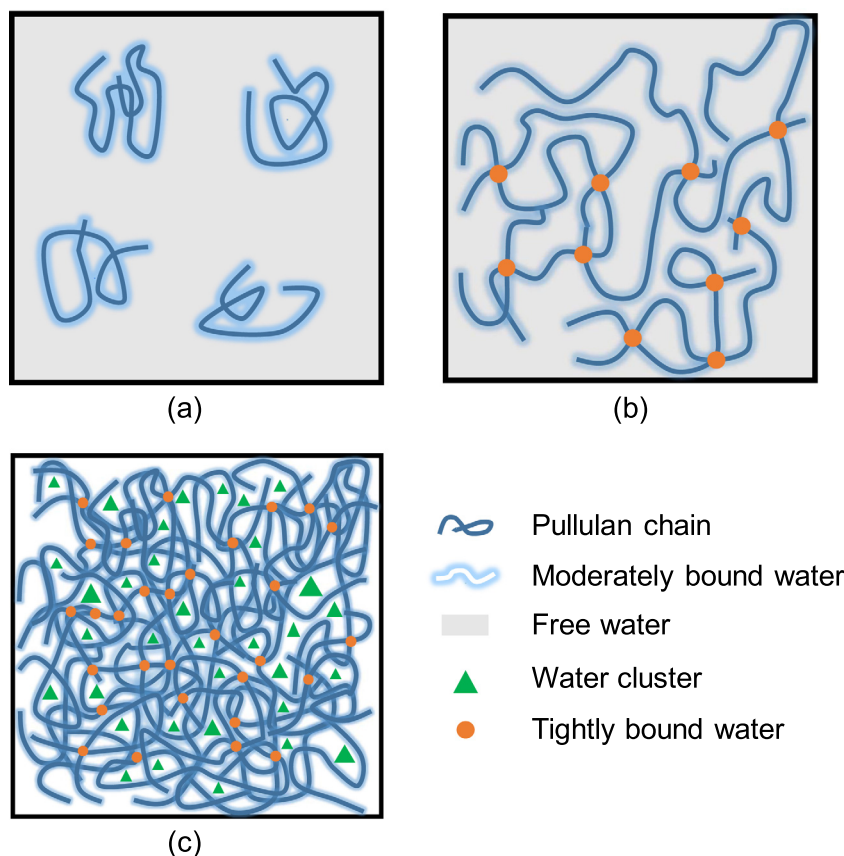 (a)
(b)
Pullulan chain
Moderately bound water
Free water
Water cluster
Tightly bound water
(c)